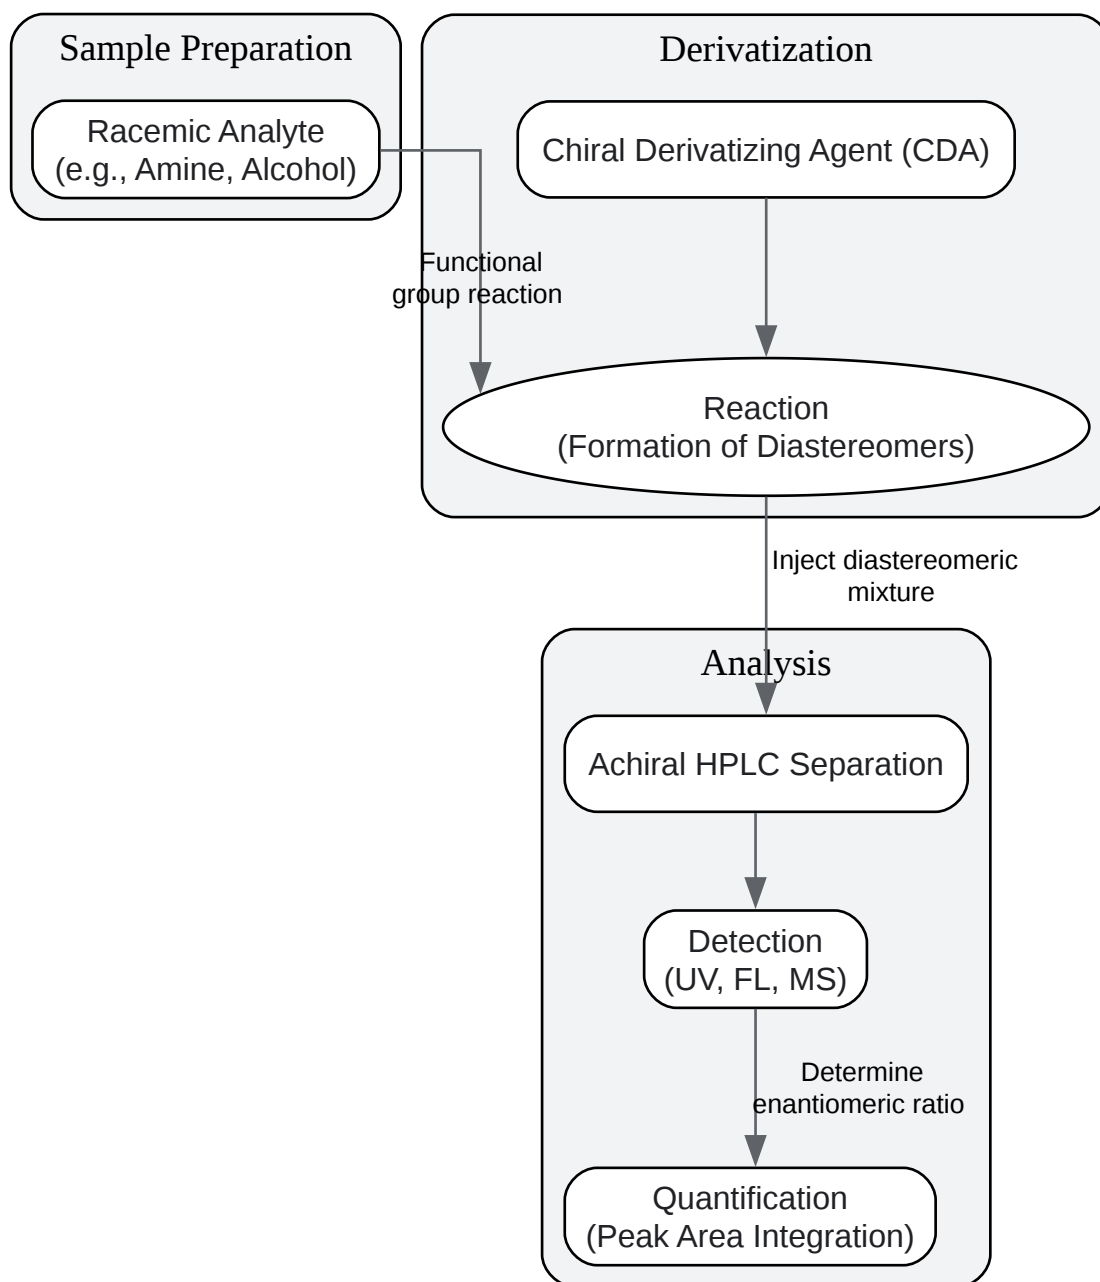 Sample Preparation
Racemic Analyte
(e.g., Amine, Alcohol)
Derivatization
Chiral Derivatizing Agent (CDA)
Functional
group reaction
Reaction
(Formation of Diastereomers)
Inject diastereomeric
mixture
Analysis
Achiral HPLC Separation
Detection
(UV, FL, MS)
Determine
enantiomeric ratio
Quantification
(Peak Area Integration)